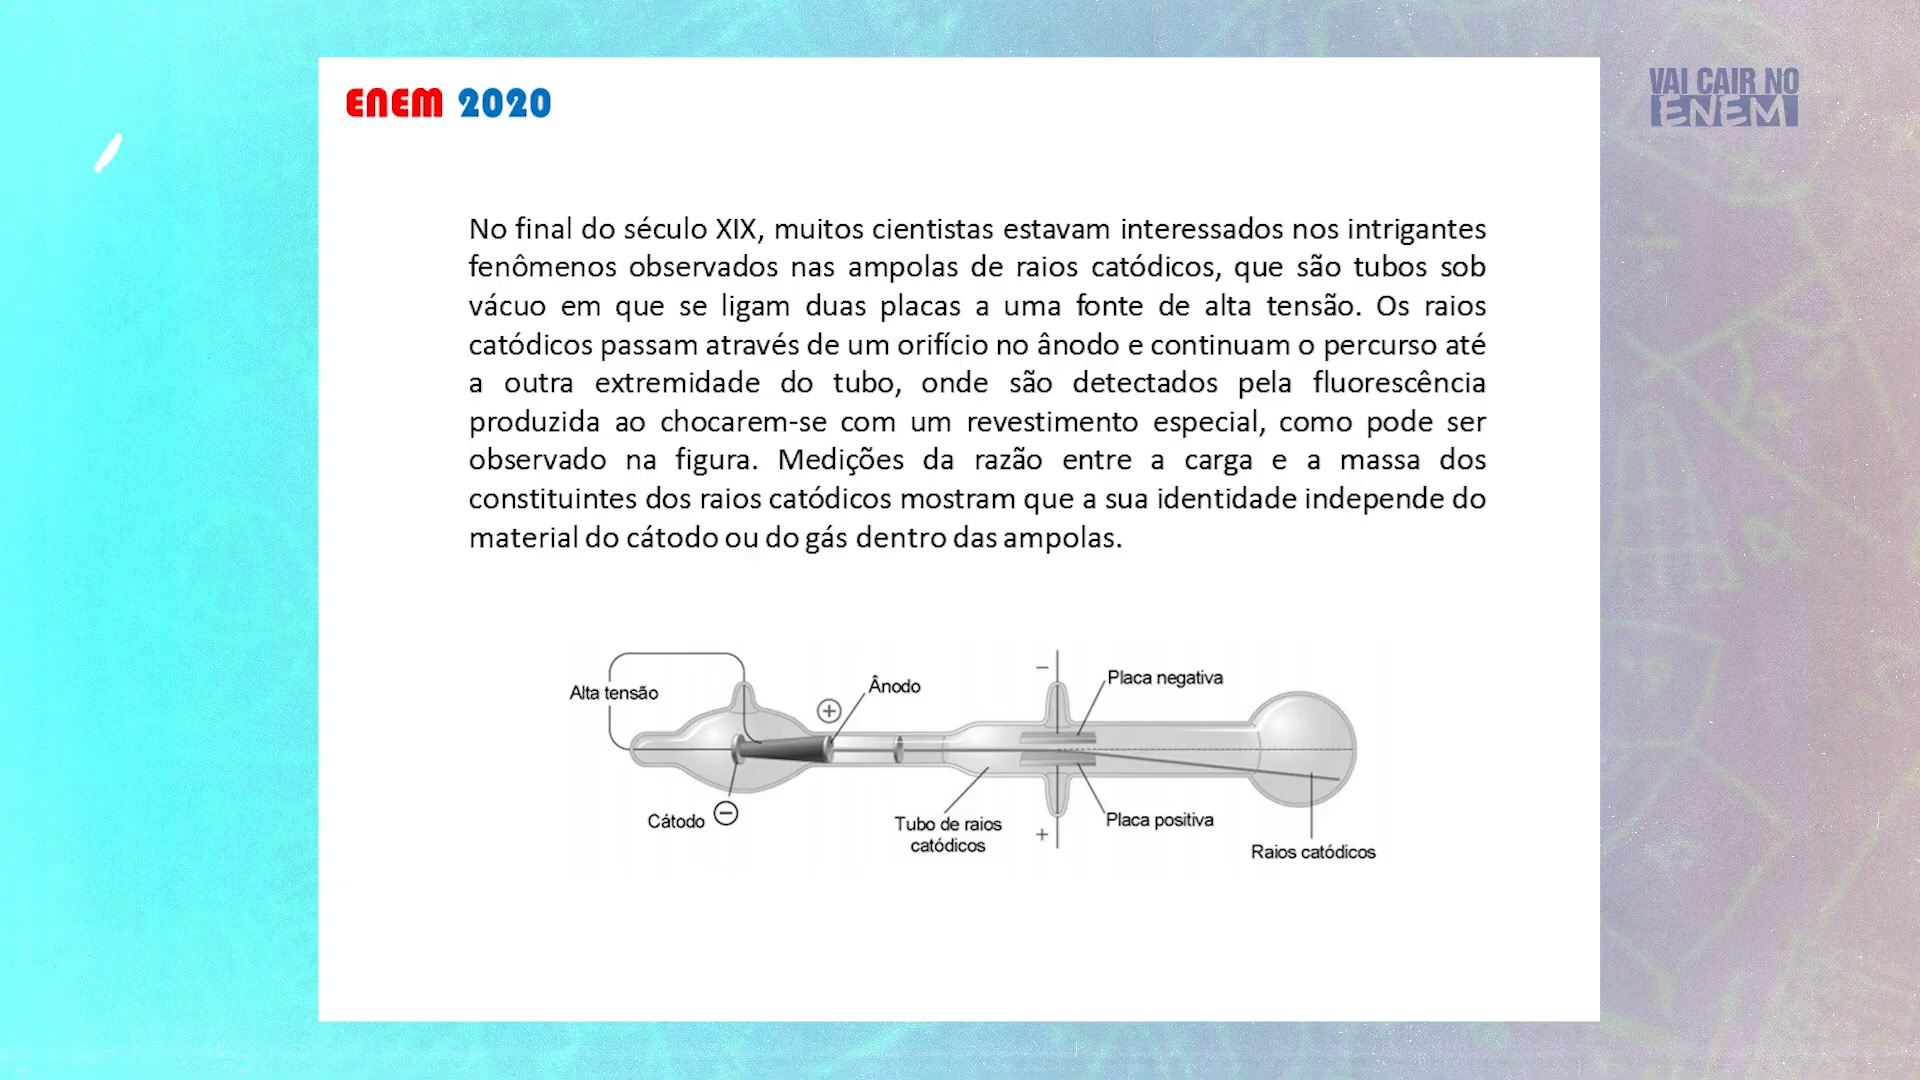 ENEM 2020
VAI CAIR NO
ENEM
No final do século XIX, muitos cientistas estavam interessados nos intrigantes
fenômenos observados nas ampolas de raios catódicos, que são tubos sob
vácuo em que se ligam duas placas a uma fonte de alta tensão. Os raios
catódicos passam através de um orifício no ânodo e continuam o percurso até
a outra extremidade do tubo, onde são detectados pela fluorescência
produzida ao chocarem-se com um revestimento especial, como pode ser
observado na figura. Medições da razão entre a carga e a massa dos
constituintes dos raios catódicos mostram que a sua identidade independe do
material do cátodo ou do gás dentro das ampolas.
Alta tensão
+
Ânodo
−
Placa negativa
Cátodo −
Tubo de raios
catódicos
+
Placa positiva
Raios catódicos